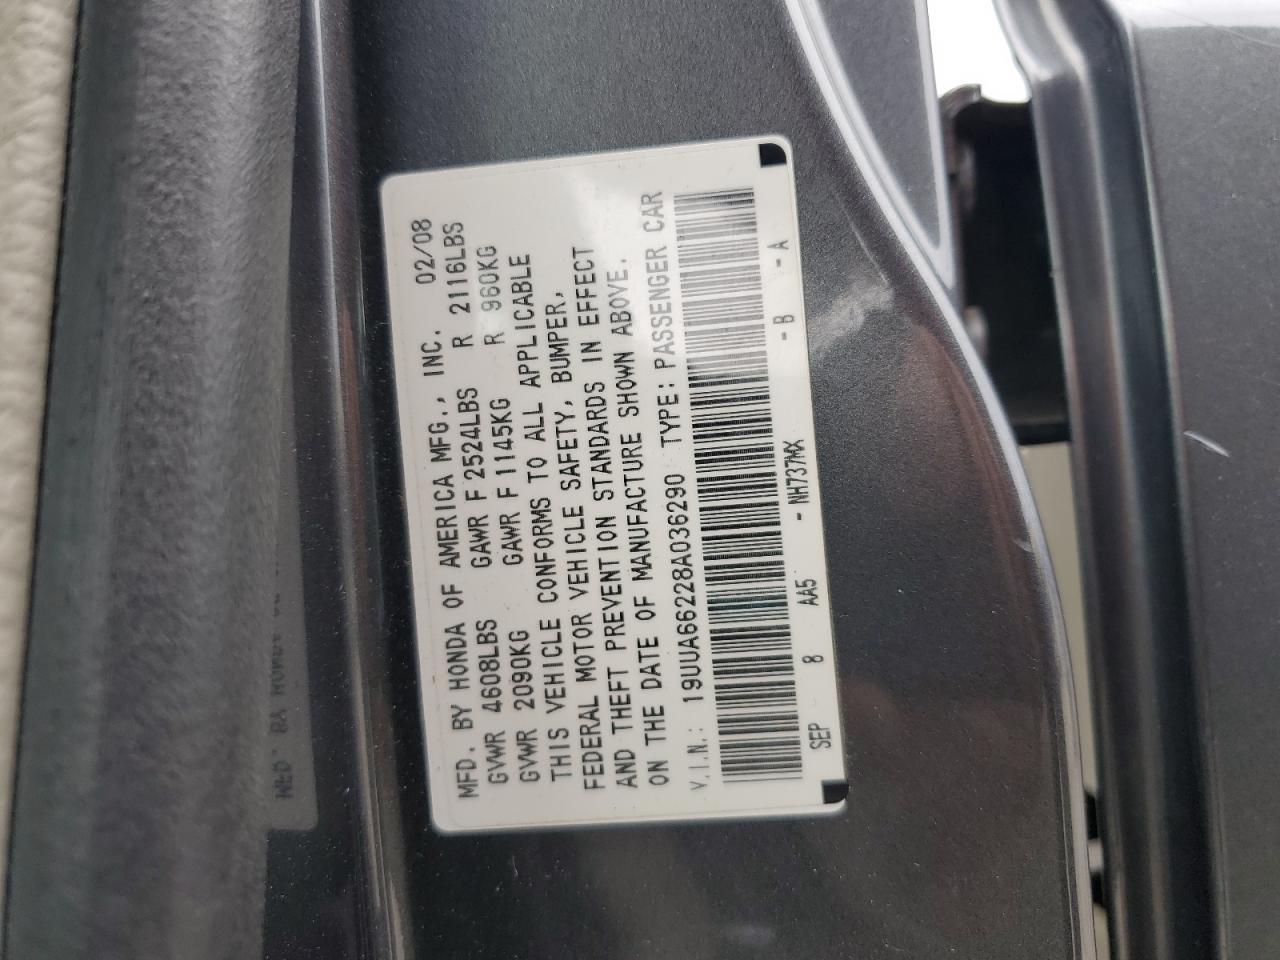 MFD. BY HONDA OF AMERICA MFG., INC. 02/08
GVWR 4608LBS GAWR F 2524LBS R 2116LBS
GVWR 2090KG GAWR F 1145KG R 960KG
THIS VEHICLE CONFORMS TO ALL APPLICABLE
FEDERAL MOTOR VEHICLE SAFETY, BUMPER,
AND THEFT PREVENTION STANDARDS IN EFFECT
ON THE DATE OF MANUFACTURE SHOWN ABOVE.
V.I.N.: 19UUA66228A036290 TYPE: PASSENGER CAR
SEP 8 AA5 - NH737MX - B - A